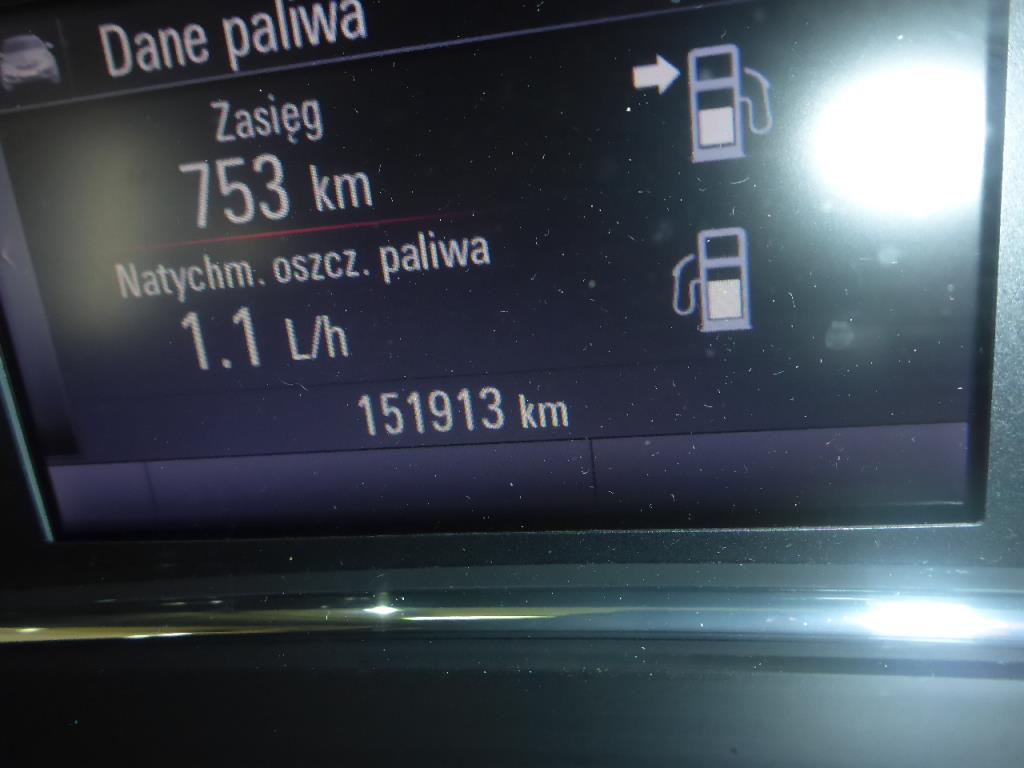 Dane paliwa
Zasięg
753 km
Natychm. oszcz. paliwa
1.1 L/h
151913 km